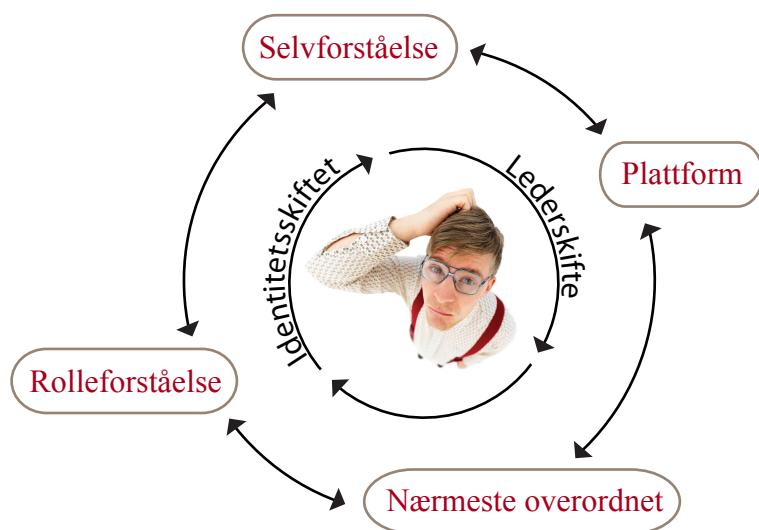 Selvforståelse
Plattform
Identitetsskiftet
Lederskifte
Rolleforståelse
Nærmeste overordnet